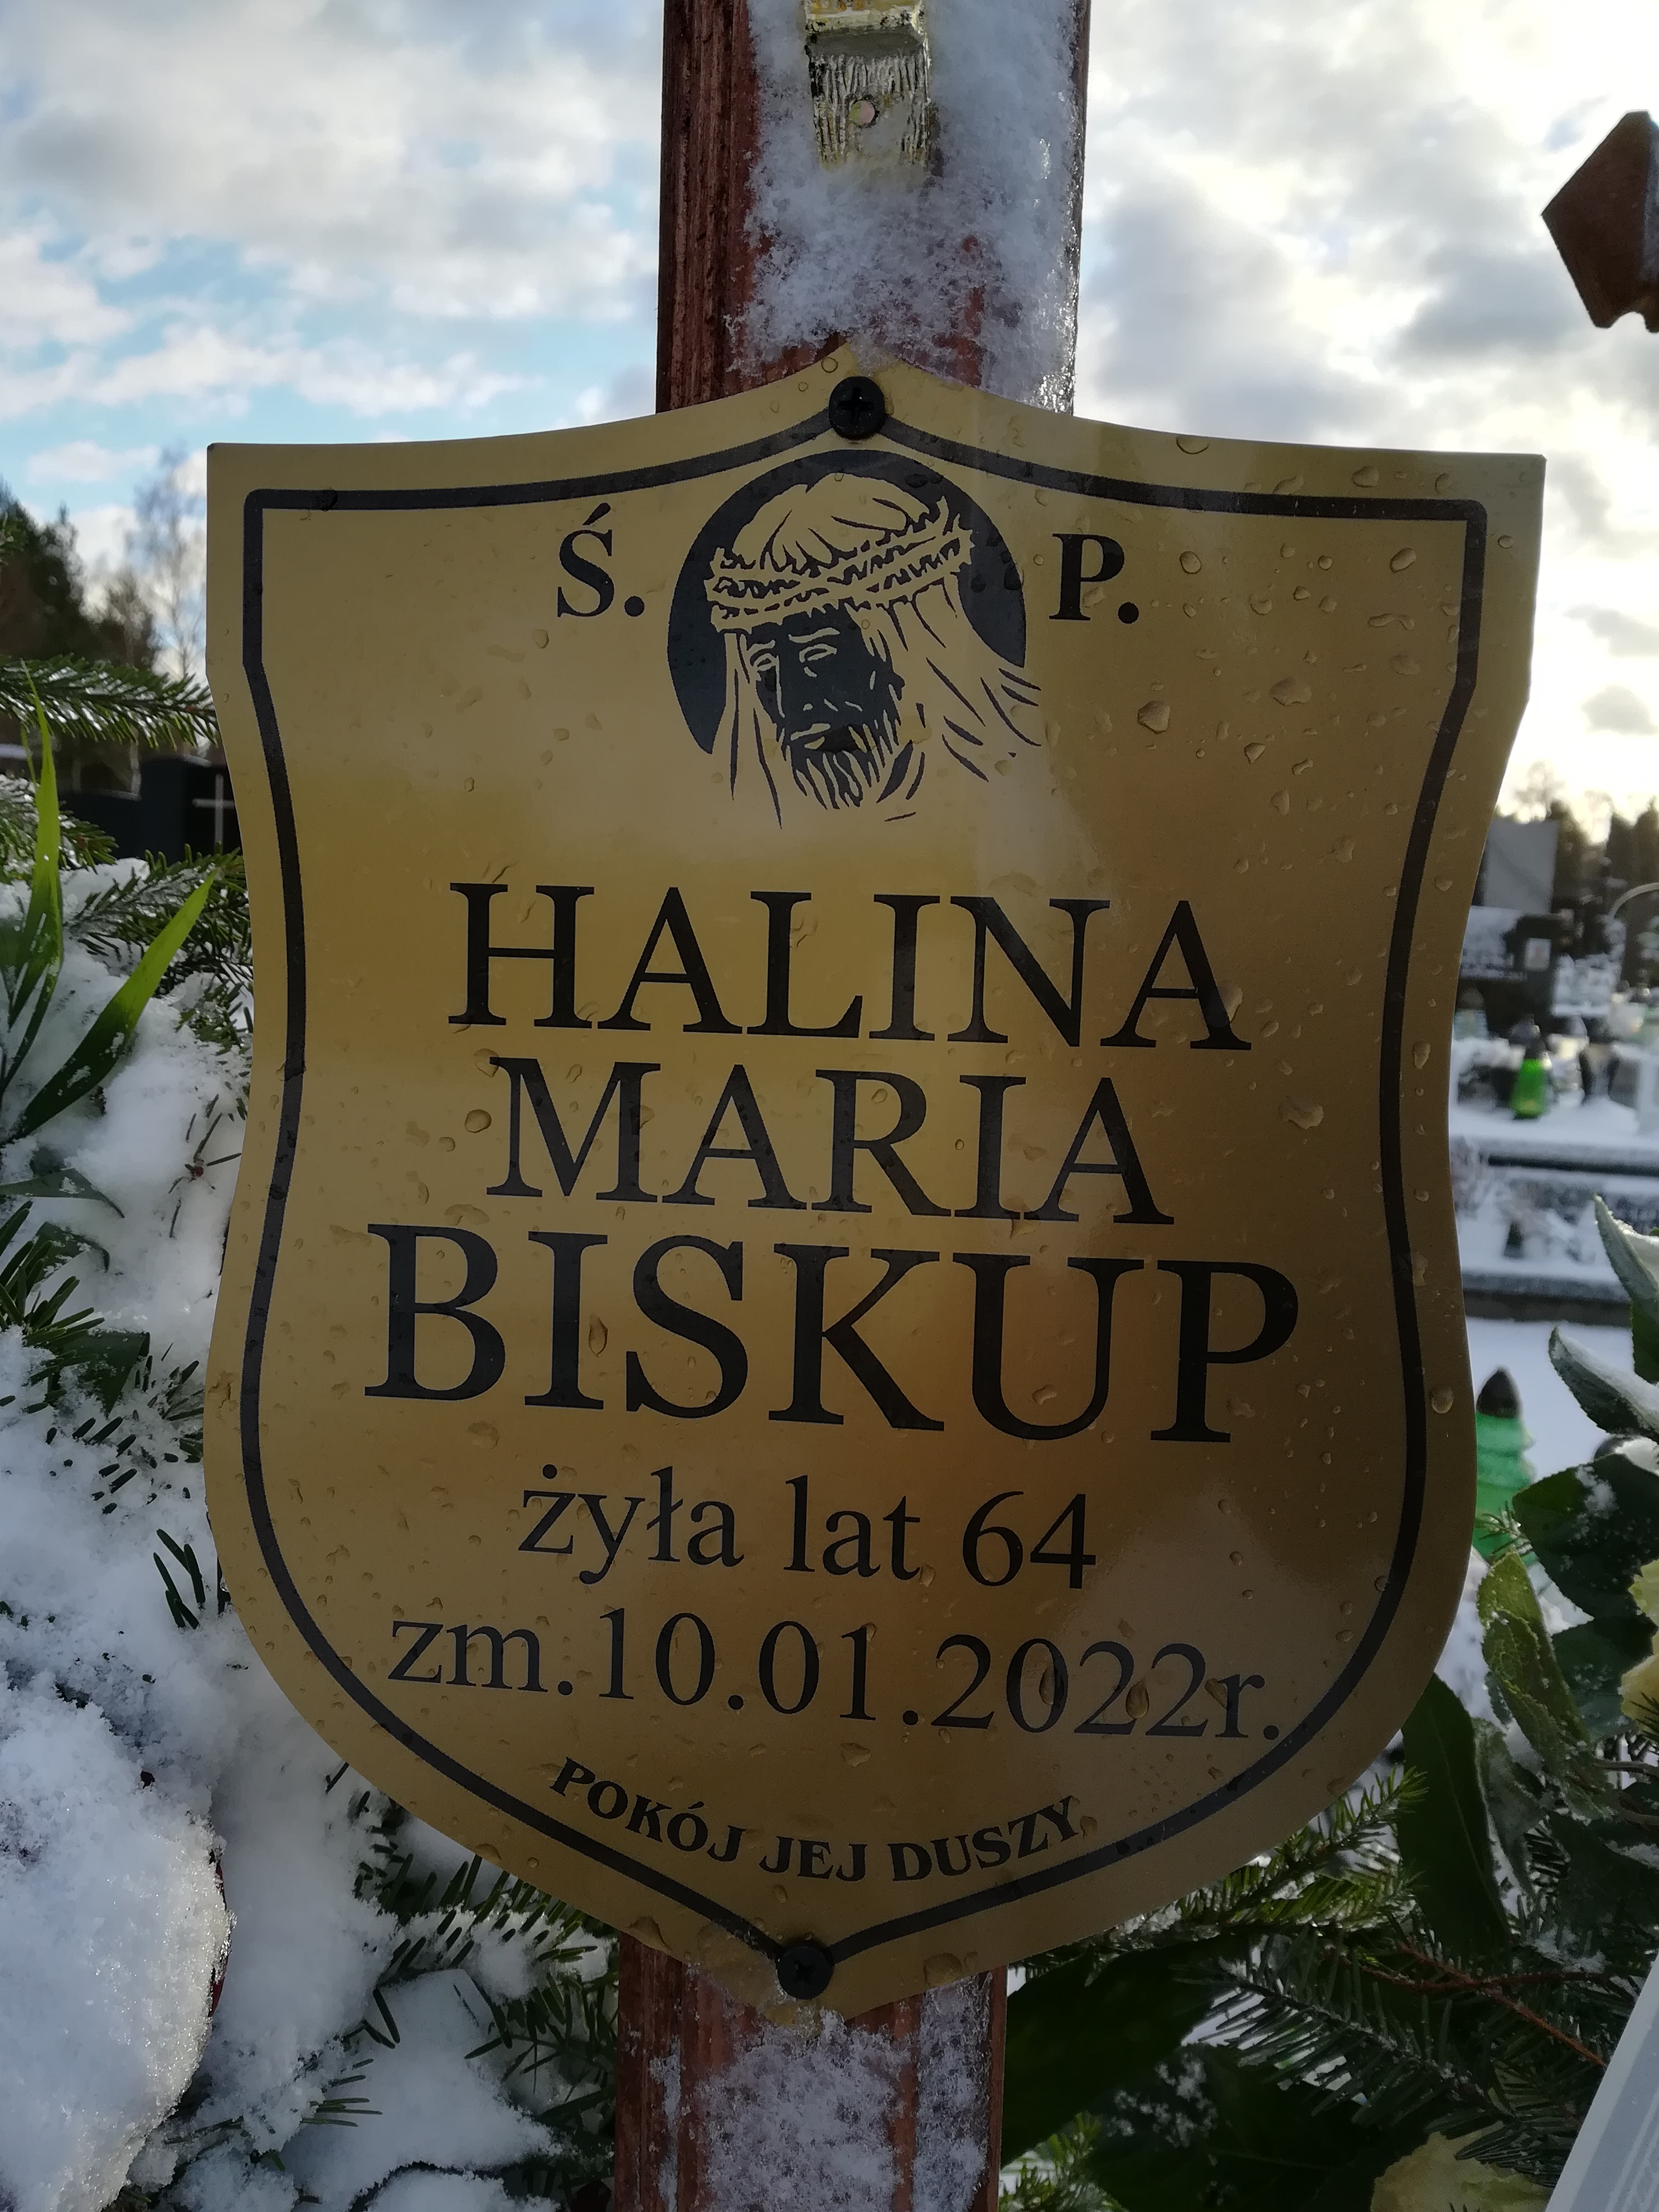 Ś. P.
HALINA
MARIA
BISKUP
żyła lat 64
zm.10.01.2022r.
POKÓJ JEJ DUSZY